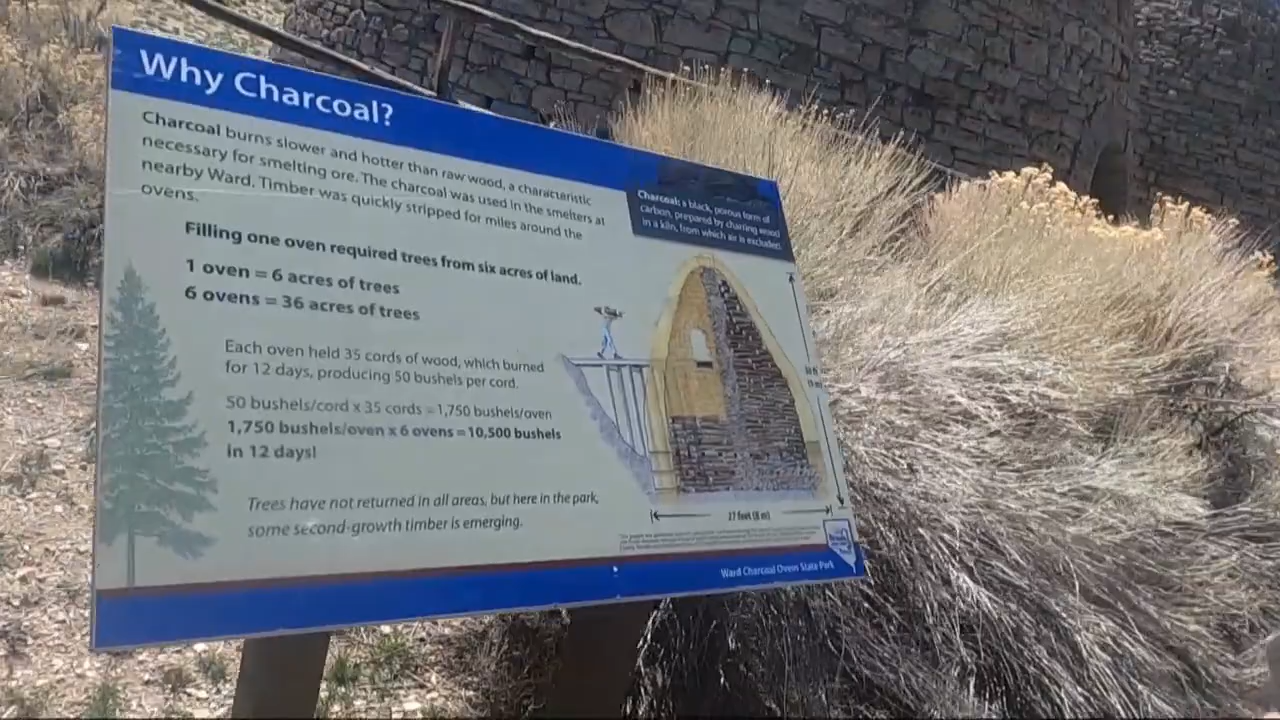 Why Charcoal?
Charcoal burns slower and hotter than raw wood, a characteristic
necessary for smelting ore. The charcoal was used in the smelters at
nearby Ward. Timber was quickly stripped for miles around the
ovens.
Charcoal: a black, porous form of
carbon, prepared by charring wood
in a kiln, from which air is excluded.
Filling one oven required trees from six acres of land.
1 oven = 6 acres of trees
6 ovens = 36 acres of trees
Each oven held 35 cords of wood, which burned
for 12 days, producing 50 bushels per cord.
50 bushels/cord x 35 cords = 1,750 bushels/oven
1,750 bushels/oven x 6 ovens = 10,500 bushels
in 12 days!
Trees have not returned in all areas, but here in the park,
some second-growth timber is emerging.
27 feet (8 m)
Ward Charcoal Ovens State Park